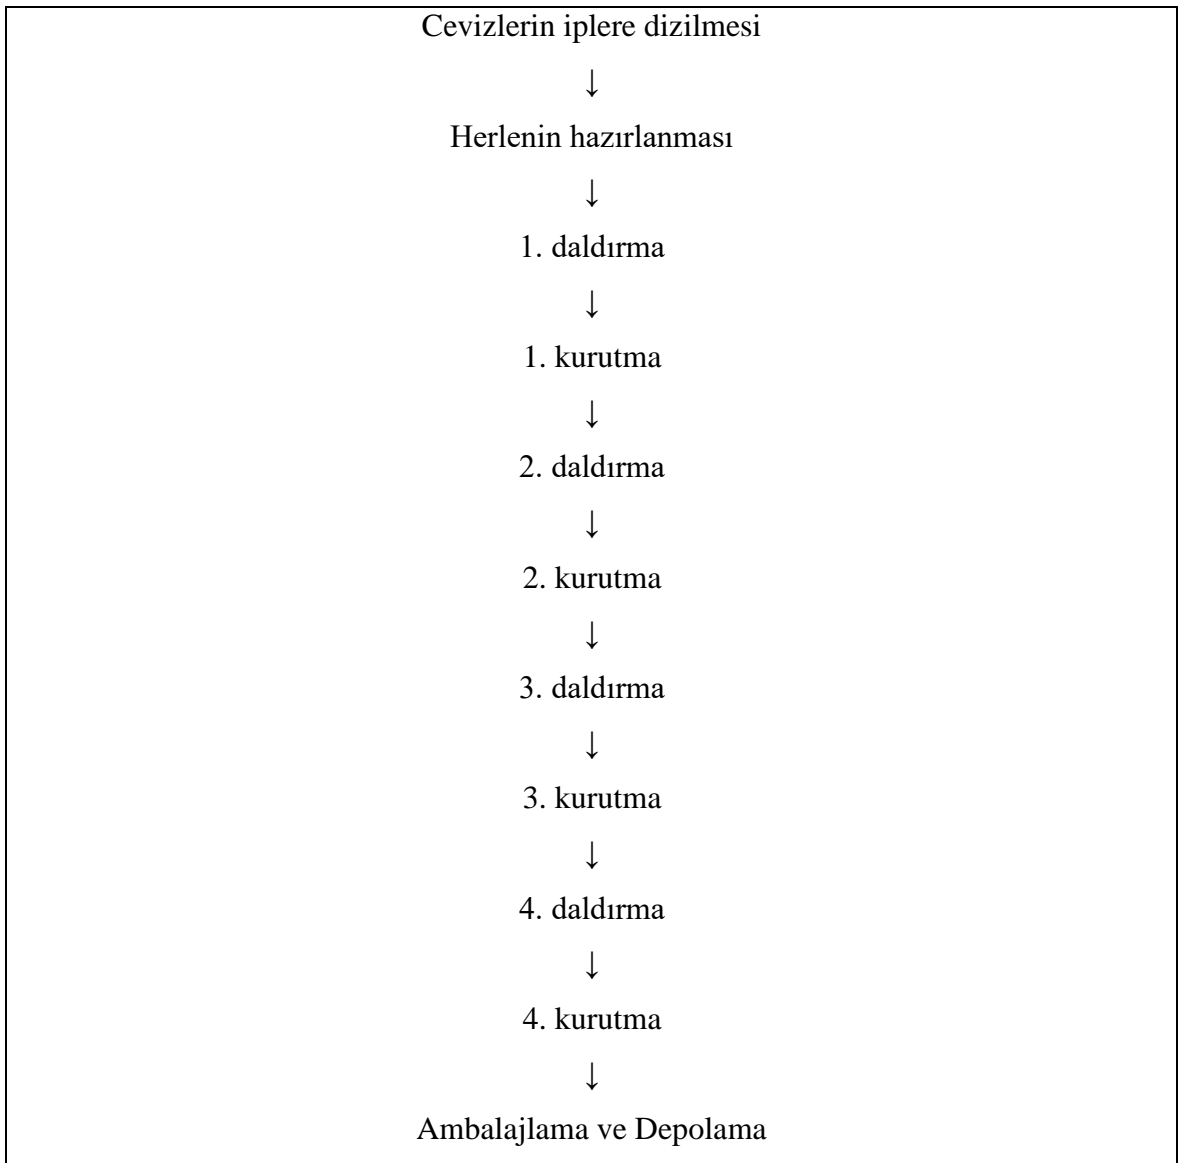 Cevizlerin iplere dizilmesi
↓
Herlenin hazırlanması
↓
1. daldırma
↓
1. kurutma
↓
2. daldırma
↓
2. kurutma
↓
3. daldırma
↓
3. kurutma
↓
4. daldırma
↓
4. kurutma
↓
Ambalajlama ve Depolama